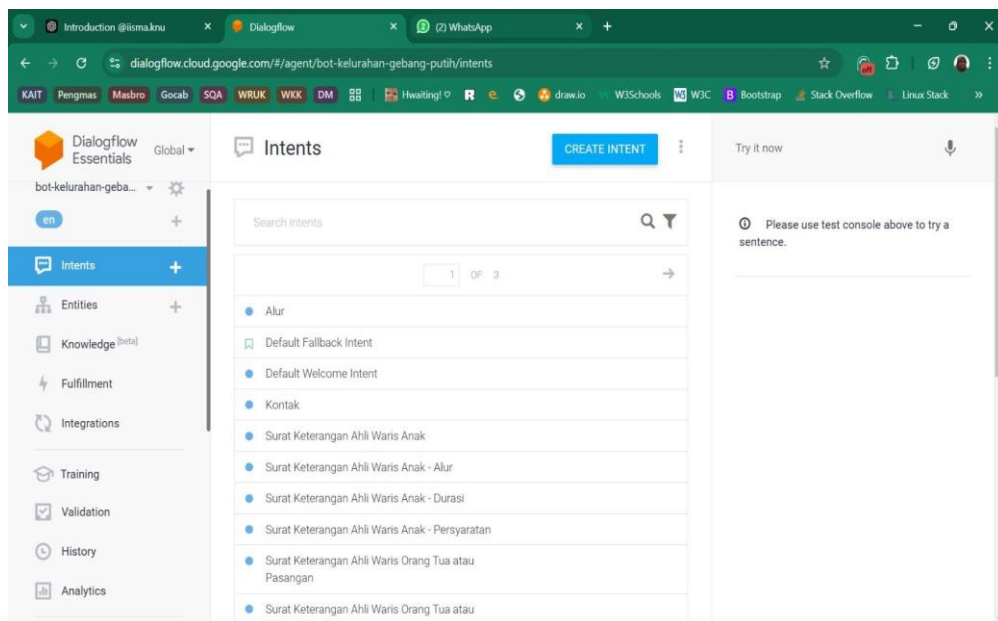 Introduction @iisma.knu
Dialogflow
(2) WhatsApp
dialogflow.cloud.google.com/#/agent/bot-kelurahan-gebang-putih/intents
KAIT Pengmas Masbro Gocab SQA WRUK WKK DM Hwaiting! draw.io W3Schools W3C Bootstrap Stack Overflow Linux Stack
Dialogflow
Essentials
Global
Intents
CREATE INTENT
Try it now
bot-kelurahan-geba...
en
Search intents
Please use test console above to try a
sentence.
Intents
Entities
Knowledge [beta]
Fulfillment
Integrations
Training
Validation
History
Analytics
1 OF 3
Alur
Default Fallback Intent
Default Welcome Intent
Kontak
Surat Keterangan Ahli Waris Anak
Surat Keterangan Ahli Waris Anak - Alur
Surat Keterangan Ahli Waris Anak - Durasi
Surat Keterangan Ahli Waris Anak - Persyaratan
Surat Keterangan Ahli Waris Orang Tua atau
Pasangan
Surat Keterangan Ahli Waris Orang Tua atau